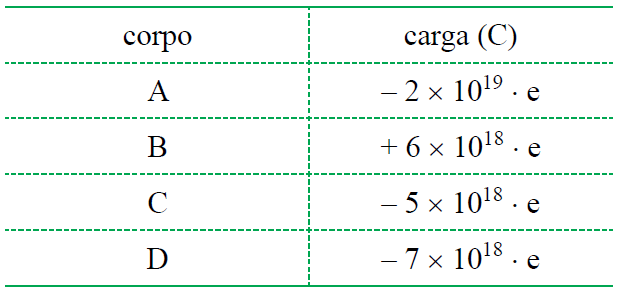 corpo carga (C)
A – 2 × 10¹⁹ · e
B + 6 × 10¹⁸ · e
C – 5 × 10¹⁸ · e
D – 7 × 10¹⁸ · e